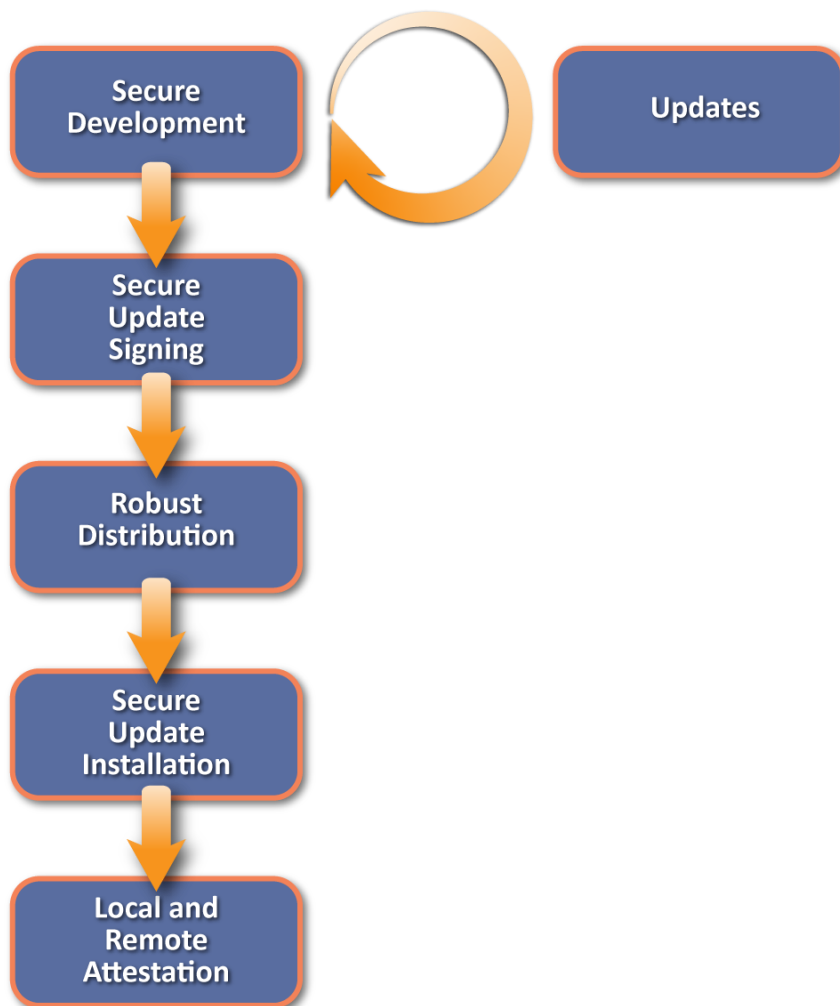 Secure
Development
Updates
Secure
Update
Signing
Robust
Distribution
Secure
Update
Installation
Local and
Remote
Attestation